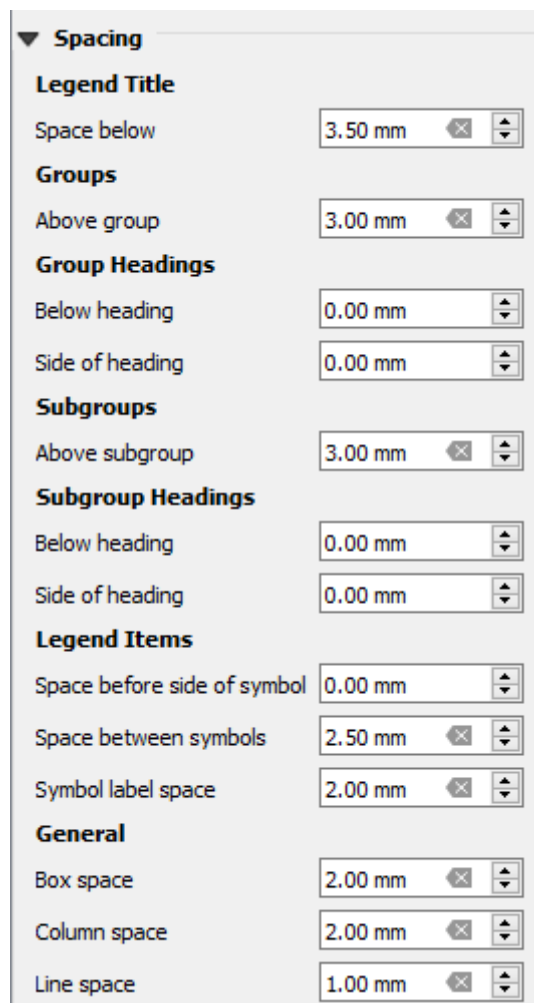 Spacing
Legend Title
Space below 3.50 mm
Groups
Above group 3.00 mm
Group Headings
Below heading 0.00 mm
Side of heading 0.00 mm
Subgroups
Above subgroup 3.00 mm
Subgroup Headings
Below heading 0.00 mm
Side of heading 0.00 mm
Legend Items
Space before side of symbol 0.00 mm
Space between symbols 2.50 mm
Symbol label space 2.00 mm
General
Box space 2.00 mm
Column space 2.00 mm
Line space 1.00 mm